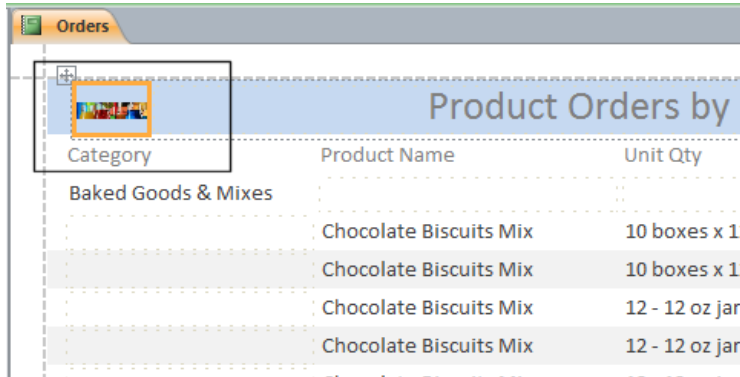 Orders
Product Orders by
Category Product Name Unit Qty
Baked Goods & Mixes
Chocolate Biscuits Mix 10 boxes x 1
Chocolate Biscuits Mix 10 boxes x 1
Chocolate Biscuits Mix 12 - 12 oz jar
Chocolate Biscuits Mix 12 - 12 oz jar